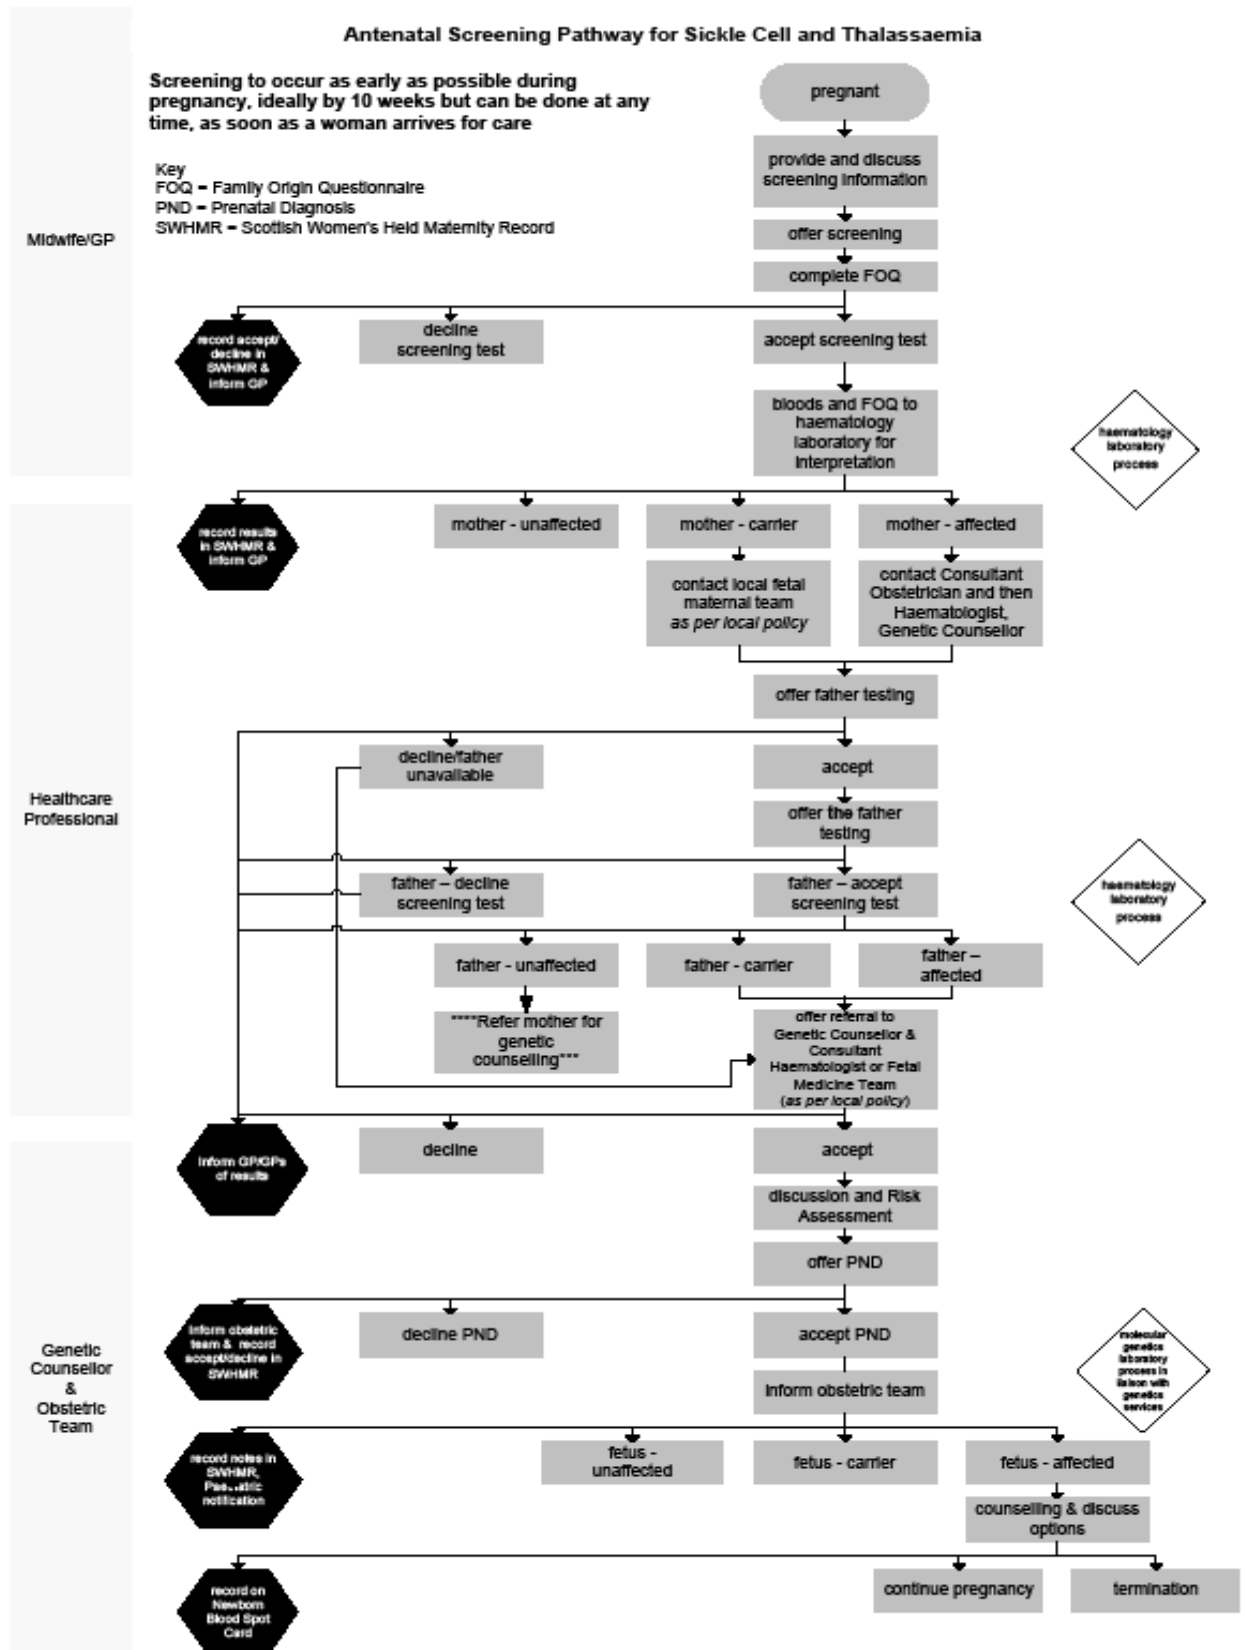 Antenatal Screening Pathway for Sickle Cell and Thalassaemia
Screening to occur as early as possible during
pregnancy, ideally by 10 weeks but can be done at any
time, as soon as a woman arrives for care
Key
FOQ = Family Origin Questionnaire
PND = Prenatal Diagnosis
SWHMR = Scottish Women's Held Maternity Record
Midwife/GP
pregnant
provide and discuss
screening information
offer screening
complete FOQ
record accept/
decline in
SWHMR &
inform GP
decline
screening test
accept screening test
bloods and FOQ to
haematology
laboratory for
interpretation
haematology
laboratory
process
Healthcare
Professional
record results
in SWHMR &
inform GP
mother - unaffected
mother - carrier
mother - affected
contact local fetal
maternal team
as per local policy
contact Consultant
Obstetrician and then
Haematologist,
Genetic Counsellor
offer father testing
decline/father
unavailable
accept
offer the father
testing
father – decline
screening test
father – accept
screening test
haematology
laboratory
process
father - unaffected
father - carrier
father –
affected
****Refer mother for
genetic
counselling***
offer referral to
Genetic Counsellor &
Consultant
Haematologist or Fetal
Medicine Team
(as per local policy)
Genetic
Counsellor
&
Obstetric
Team
Inform GP/GPs
of results
decline
accept
discussion and Risk
Assessment
offer PND
Inform obstetric
team & record
accept/decline in
SWHMR
decline PND
accept PND
molecular
genetics
laboratory
process in
liaison with
genetics
services
Inform obstetric team
record notes in
SWHMR,
notification
fetus -
unaffected
fetus - carrier
fetus - affected
counselling & discuss
options
record on
Newborn
Blood Spot
Card
continue pregnancy
termination